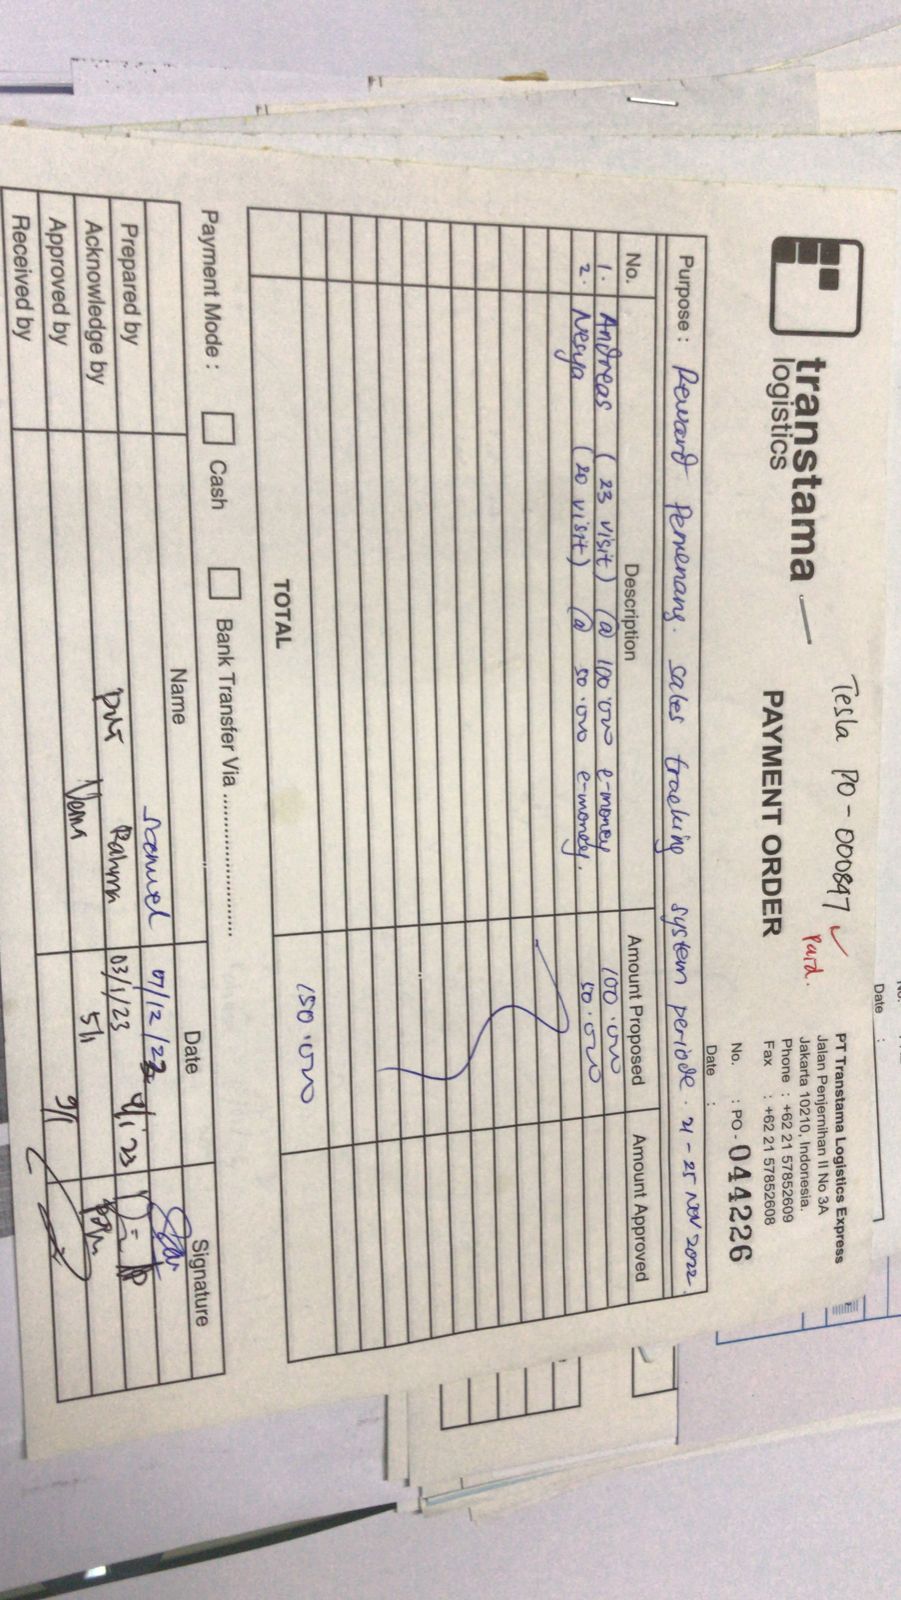 Tesla PO - 000897
Paid.
transtama
logistics
PAYMENT ORDER
PT Transtama Logistics Express
Jalan Penjernihan II No 3A
Jakarta 10210, Indonesia.
Phone : +62 21 57852609
Fax : +62 21 57852608
No. : PO - 044226
Date :
Purpose : Reward Pemenang. sales tracking system periode. 21 - 25 NOV 2022.
No. Description Amount Proposed Amount Approved
1. Andreas (23 visit) @ 100.000 e-money 100.000
2. Nesya (20 visit) @ 50.000 e-money. 50.000
TOTAL 150.000
Payment Mode : Cash Bank Transfer Via ........................
Name Date Signature
Prepared by Samuel 07/12/22
Acknowledge by Rahma 03/1/23
Approved by 5/1
Received by 9/1
Date :